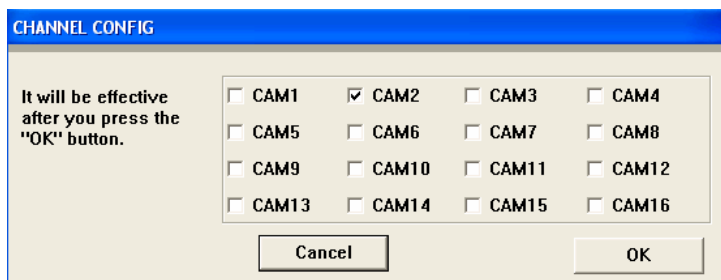 CHANNEL CONFIG
It will be effective
after you press the
"OK" button.
CAM1 CAM2 CAM3 CAM4
CAM5 CAM6 CAM7 CAM8
CAM9 CAM10 CAM11 CAM12
CAM13 CAM14 CAM15 CAM16
Cancel OK